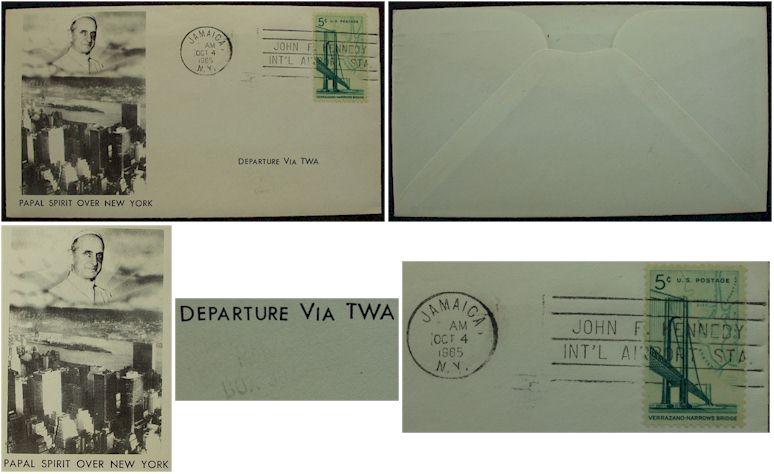 JAMAICA,
AM
OCT 4
1965
N.Y.
JOHN F. KENNEDY
INT'L AIRPORT STA.
5¢ U.S. POSTAGE
VERRAZANO-NARROWS BRIDGE
DEPARTURE VIA TWA
PAPAL SPIRIT OVER NEW YORK
PAPAL SPIRIT OVER NEW YORK
DEPARTURE VIA TWA
BOX
JAMAICA,
AM
OCT 4
1965
N.Y.
JOHN F. KENNEDY
INT'L AIRPORT STA.
5¢ U.S. POSTAGE
VERRAZANO-NARROWS BRIDGE